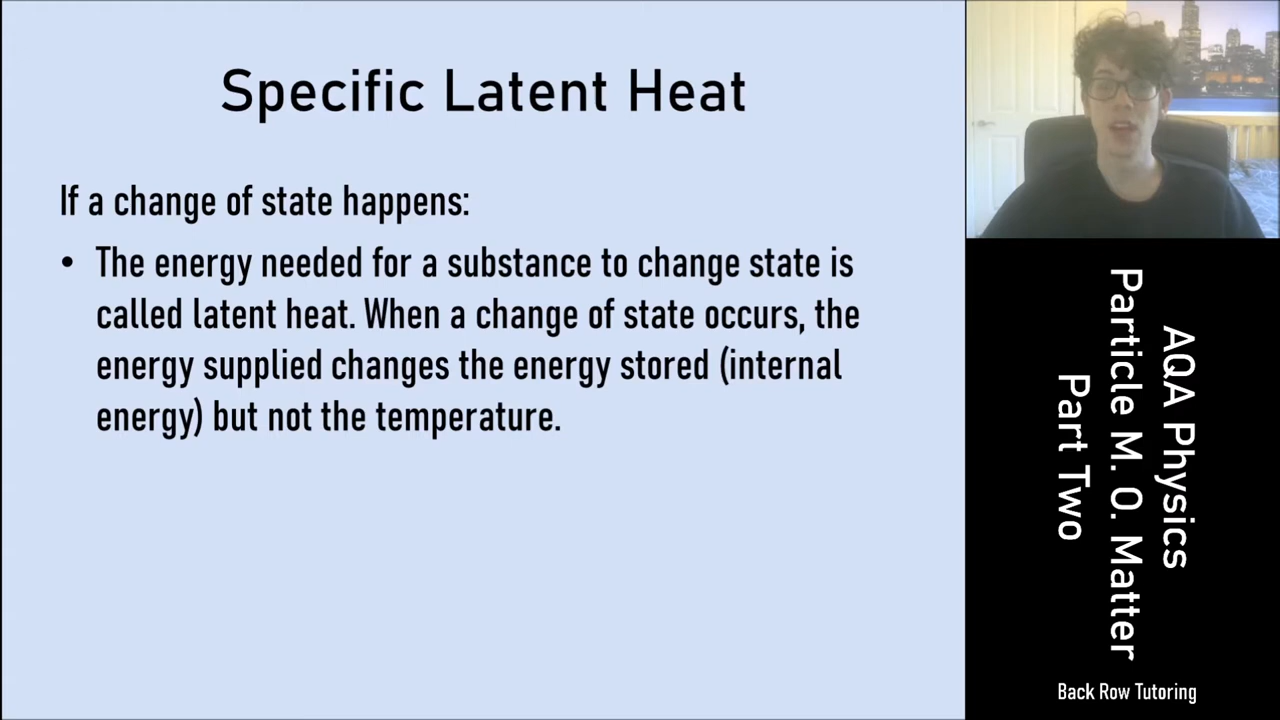 Specific Latent Heat
If a change of state happens:
• The energy needed for a substance to change state is
called latent heat. When a change of state occurs, the
energy supplied changes the energy stored (internal
energy) but not the temperature.
AQA Physics
Particle M. O. Matter
Part Two
Back Row Tutoring